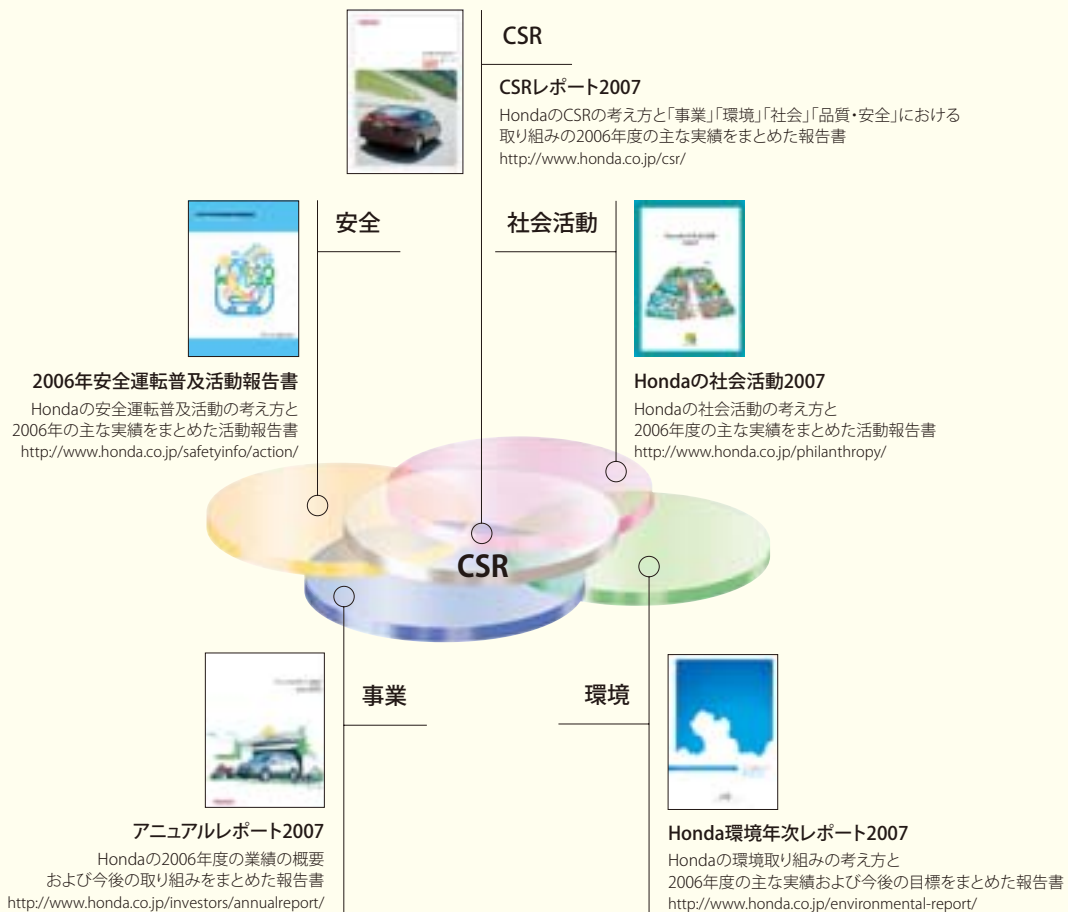 CSR
CSRレポート2007
HondaのCSRの考え方と「事業」「環境」「社会」「品質・安全」における
取り組みの2006年度の主な実績をまとめた報告書
http://www.honda.co.jp/csr/
安全
2006年安全運転普及活動報告書
Hondaの安全運転普及活動の考え方と
2006年の主な実績をまとめた活動報告書
http://www.honda.co.jp/safetyinfo/action/
社会活動
Hondaの社会活動2007
Hondaの社会活動の考え方と
2006年度の主な実績をまとめた活動報告書
http://www.honda.co.jp/philanthropy/
CSR
事業
アニュアルレポート2007
Hondaの2006年度の業績の概要
および今後の取り組みをまとめた報告書
http://www.honda.co.jp/investors/annualreport/
環境
Honda環境年次レポート2007
Hondaの環境取り組みの考え方と
2006年度の主な実績および今後の目標をまとめた報告書
http://www.honda.co.jp/environmental-report/